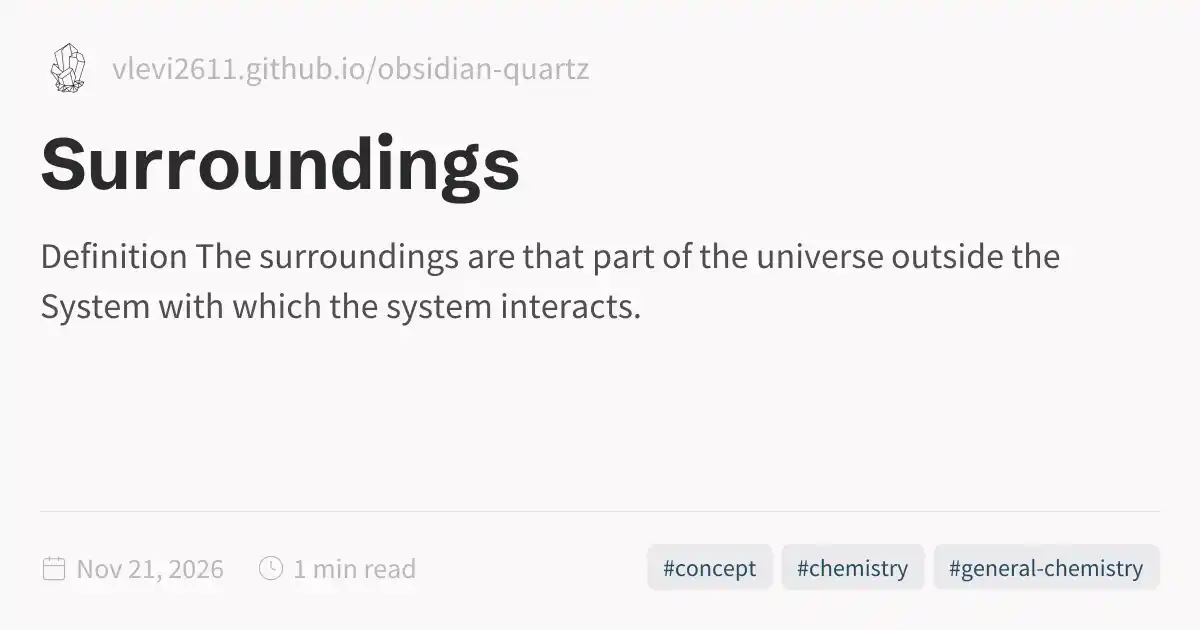 vlevi2611.github.io/obsidian-quartz
Surroundings
Definition The surroundings are that part of the universe outside the
System with which the system interacts.
Nov 21, 2026 1 min read #concept #chemistry #general-chemistry